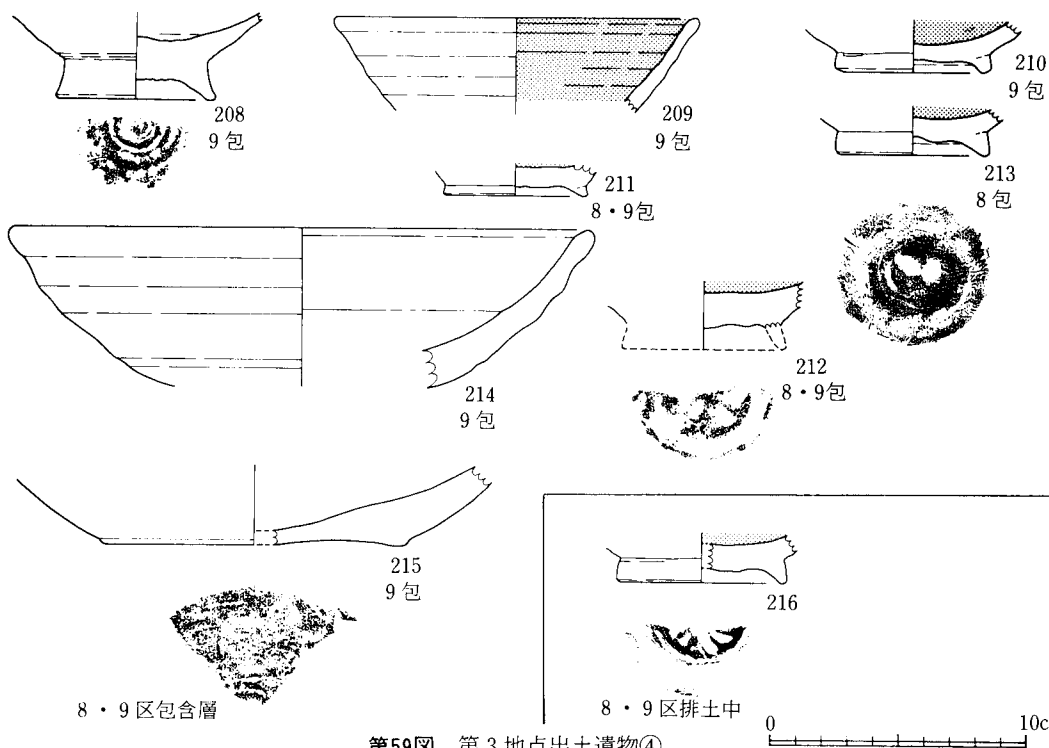 208
9包
209
9包
210
9包
211
8・9包
213
8包
214
9包
212
8・9包
215
9包
216
8・9区包含層
8・9区排土中
0
10c
第59図 第3地点出土遺物④